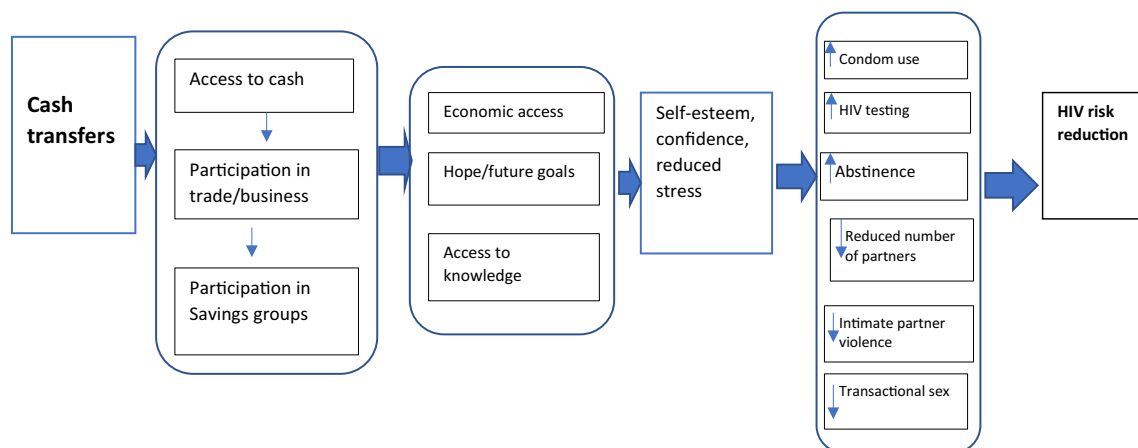 Cash
transfers
Access to cash
Participation in
trade/business
Participation in
Savings groups
Economic access
Hope/future goals
Access to
knowledge
Self-esteem,
confidence,
reduced
stress
Condom use
HIV testing
Abstinence
Reduced number
of partners
Intimate partner
violence
Transactional sex
HIV risk
reduction